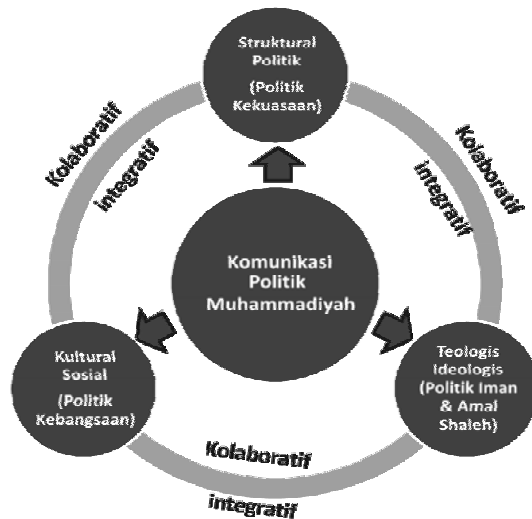 Struktural
Politik
(Politik
Kekuasaan)
Kolaboratif
integratif
Kolaboratif
integratif
Komunikasi
Politik
Muhammadiyah
Kultural
Sosial
(Politik
Kebangsaan)
Teologis
Ideologis
(Politik Iman
& Amal
Shaleh)
Kolaboratif
integratif